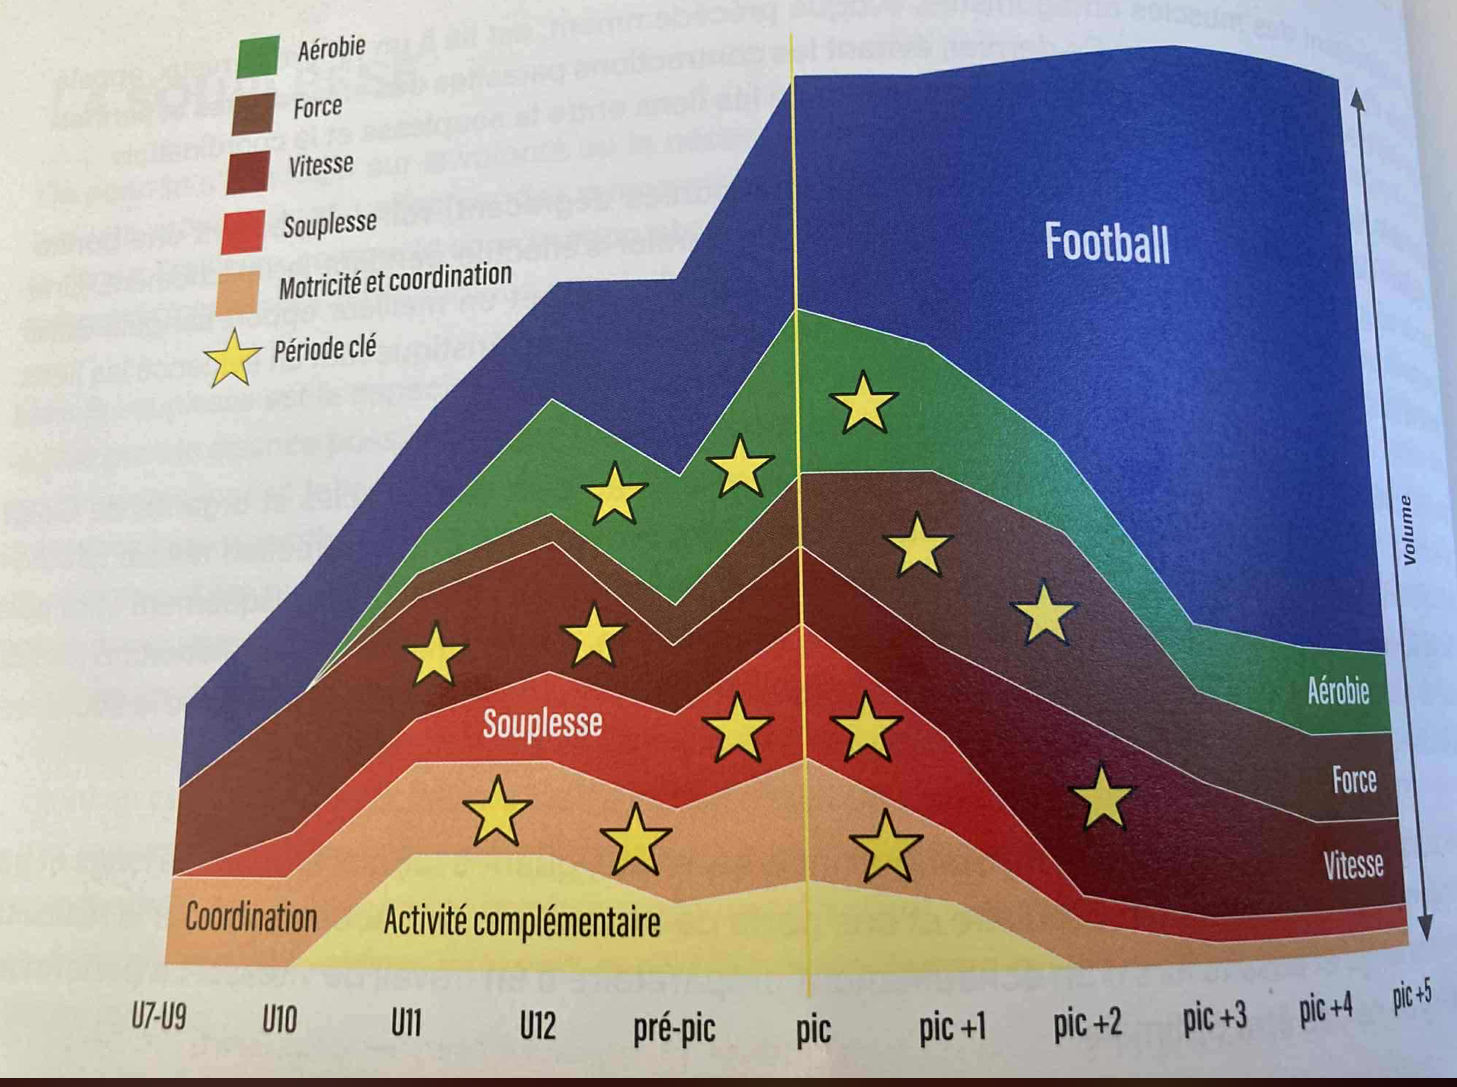 Aérobie
Force
Vitesse
Souplesse
Motricité et coordination
Période clé
Football
Volume
Aérobie
Souplesse
Force
Vitesse
Coordination
Activité complémentaire
U7-U9
U10
U11
U12
pré-pic
pic
pic +1
pic +2
pic +3
pic +4
pic +5